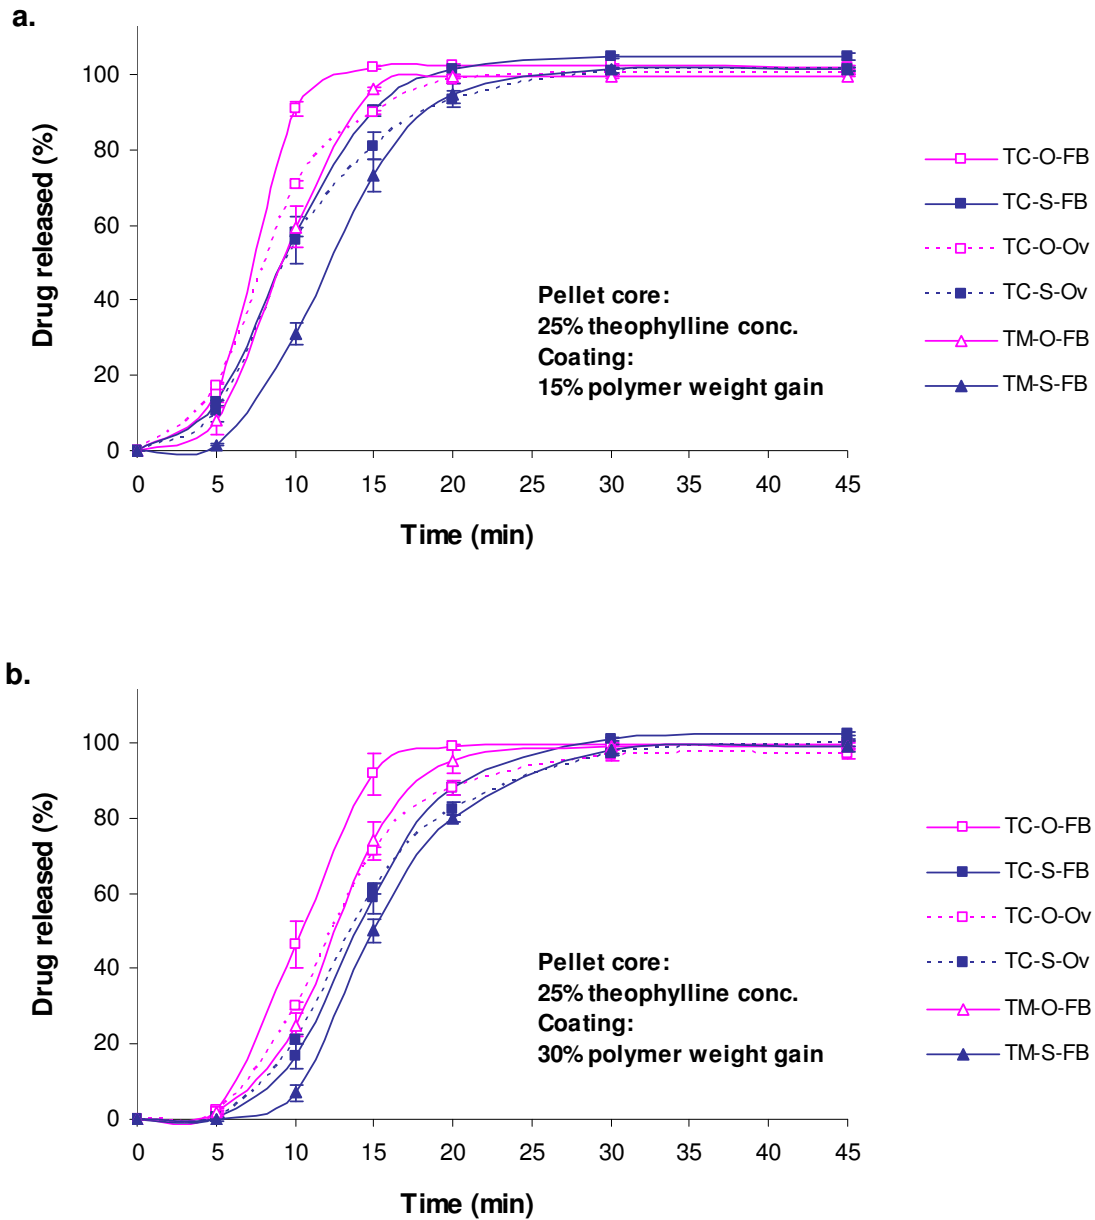 a.
Drug released (%)
100
80
60
40
20
0
0 5 10 15 20 25 30 35 40 45
Time (min)
Pellet core:
25% theophylline conc.
Coating:
15% polymer weight gain
TC-O-FB
TC-S-FB
TC-O-Ov
TC-S-Ov
TM-O-FB
TM-S-FB
b.
Drug released (%)
100
80
60
40
20
0
0 5 10 15 20 25 30 35 40 45
Time (min)
Pellet core:
25% theophylline conc.
Coating:
30% polymer weight gain
TC-O-FB
TC-S-FB
TC-O-Ov
TC-S-Ov
TM-O-FB
TM-S-FB